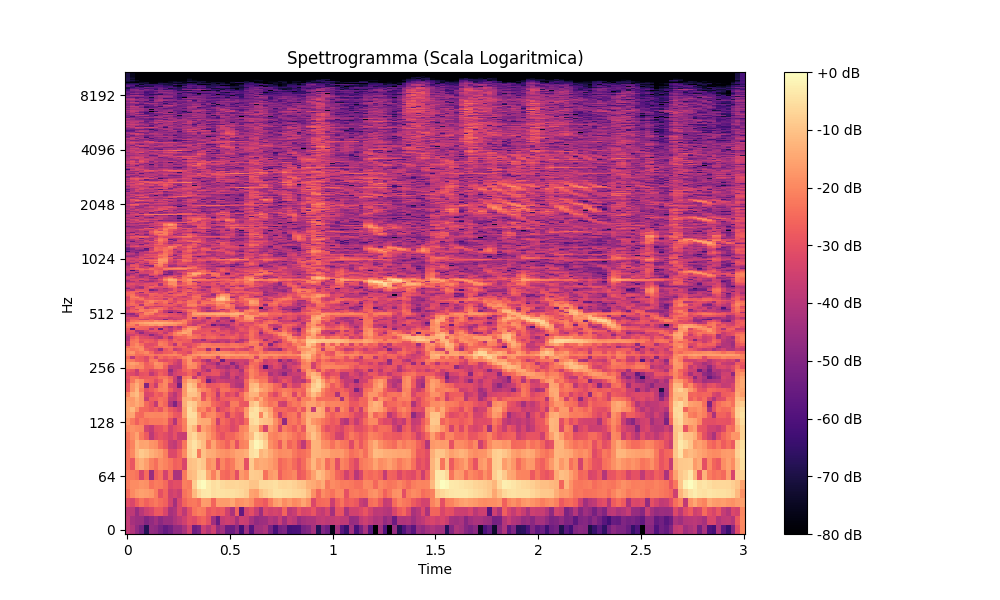 Spettrogramma (Scala Logaritmica)
Hz
8192
4096
2048
1024
512
256
128
64
0
0
0.5
1
1.5
2
2.5
3
Time
+0 dB
-10 dB
-20 dB
-30 dB
-40 dB
-50 dB
-60 dB
-70 dB
-80 dB